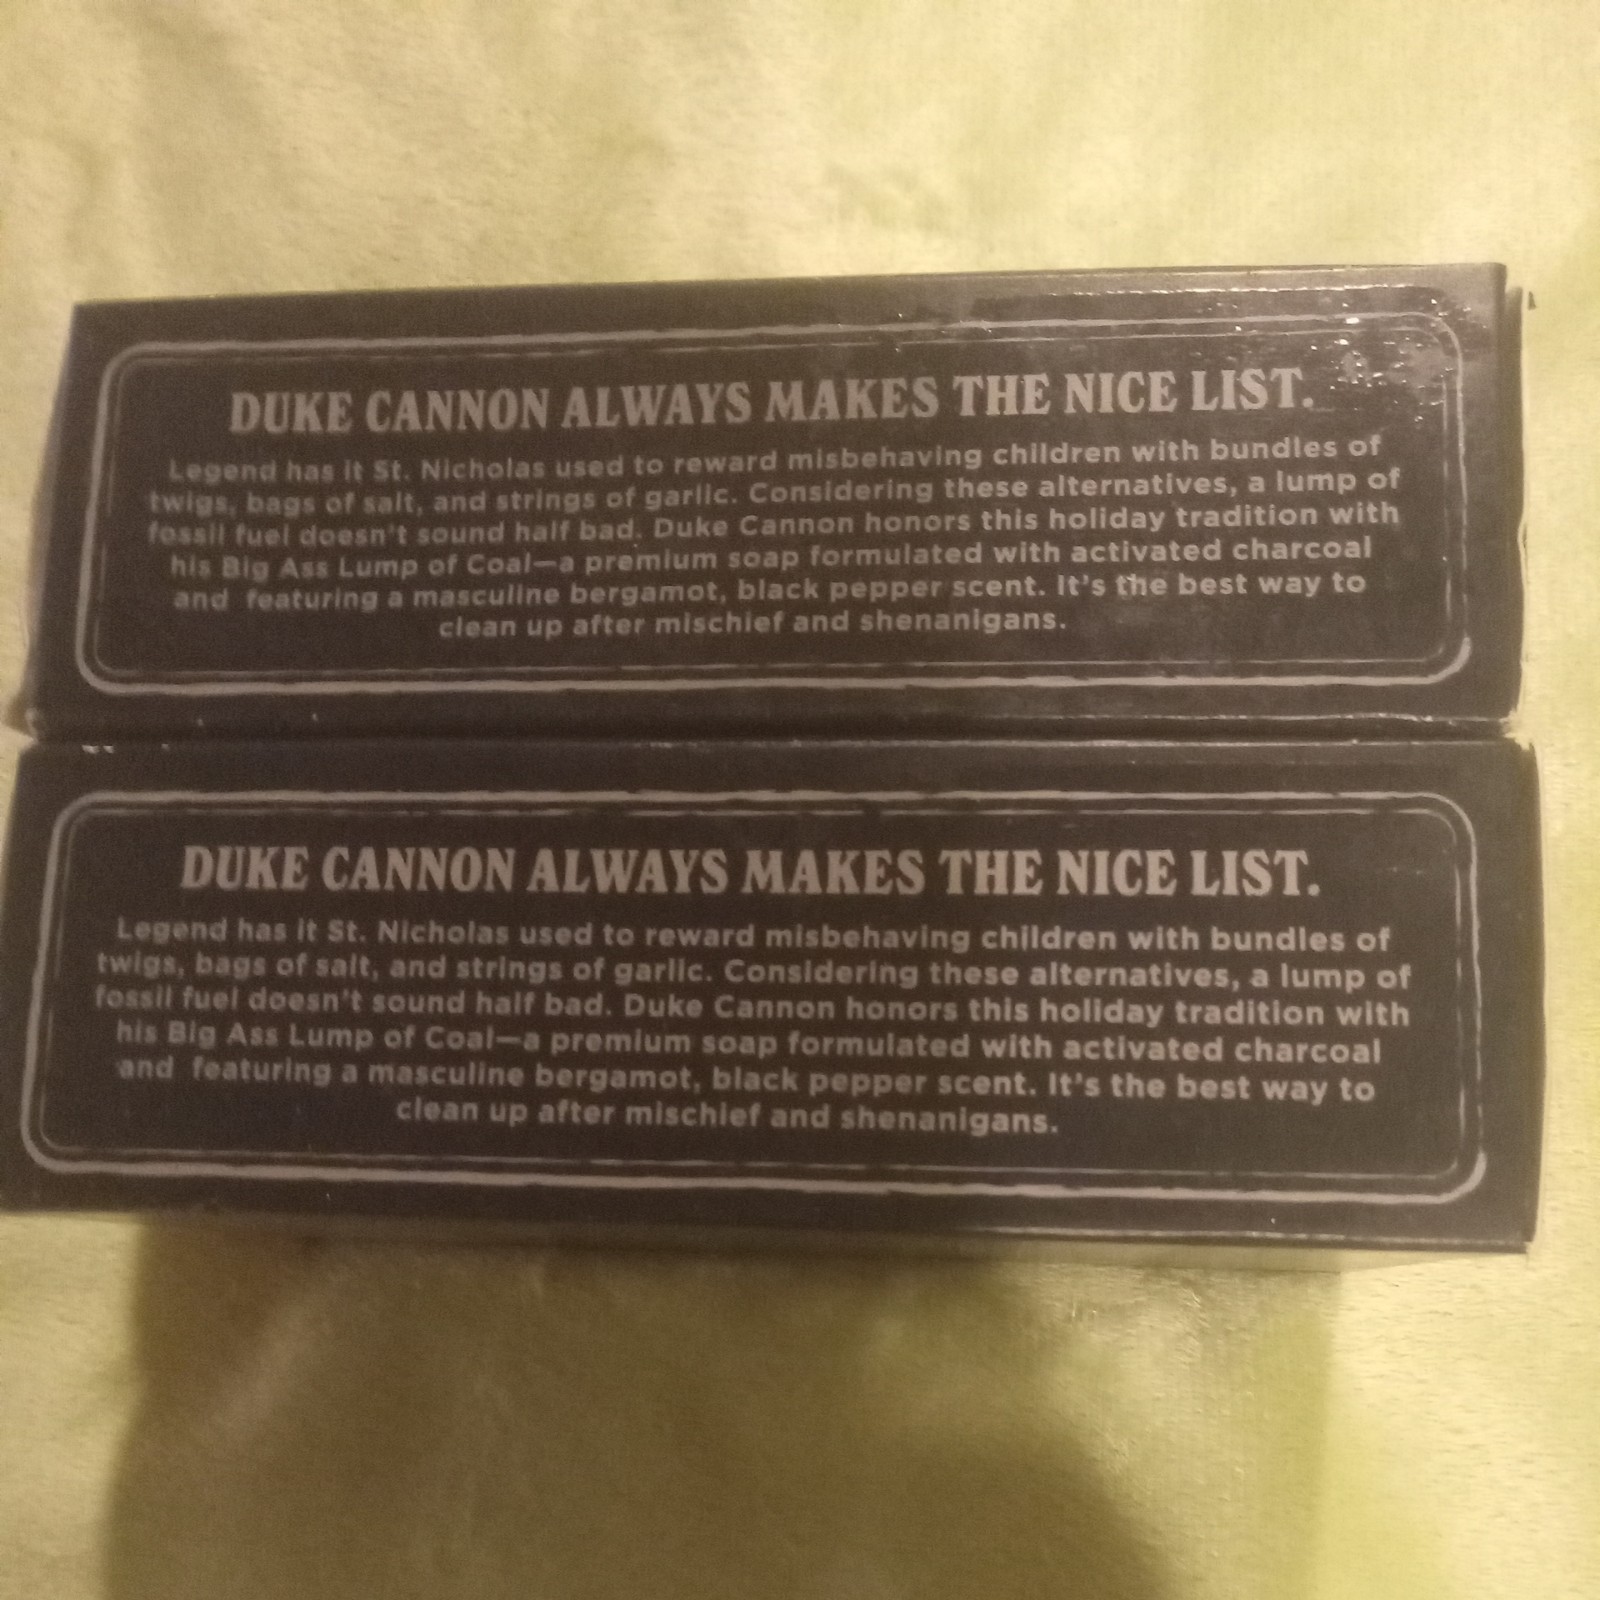 DUKE CANNON ALWAYS MAKES THE NICE LIST.
Legend has it St. Nicholas used to reward misbehaving children with bundles of
twigs, bags of salt, and strings of garlic. Considering these alternatives, a lump of
fossil fuel doesn't sound half bad. Duke Cannon honors this holiday tradition with
his Big Ass Lump of Coal—a premium soap formulated with activated charcoal
and featuring a masculine bergamot, black pepper scent. It's the best way to
clean up after mischief and shenanigans.
DUKE CANNON ALWAYS MAKES THE NICE LIST.
Legend has it St. Nicholas used to reward misbehaving children with bundles of
twigs, bags of salt, and strings of garlic. Considering these alternatives, a lump of
fossil fuel doesn't sound half bad. Duke Cannon honors this holiday tradition with
his Big Ass Lump of Coal—a premium soap formulated with activated charcoal
and featuring a masculine bergamot, black pepper scent. It's the best way to
clean up after mischief and shenanigans.